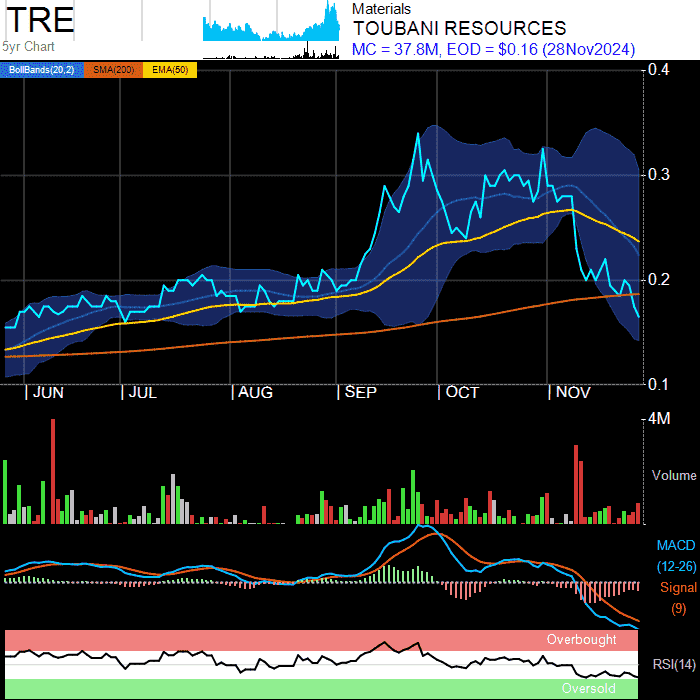 TRE
5yr Chart
Materials
TOUBANI RESOURCES
MC = 37.8M, EOD = $0.16 (28Nov2024)
BollBands(20,2) SMA(200) EMA(50)
0.4
0.3
0.2
0.1
JUN JUL AUG SEP OCT NOV
4M
Volume
MACD
(12-26)
Signal
(9)
Overbought
RSI(14)
Oversold